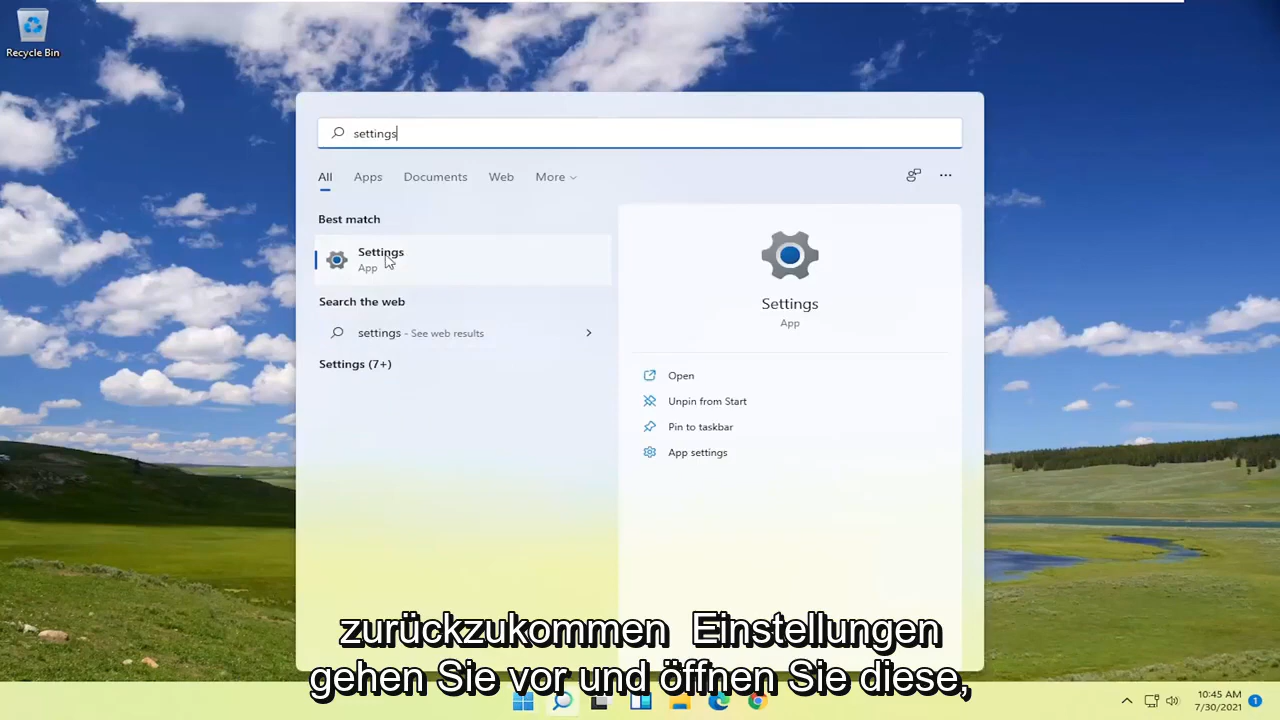 Recycle Bin
settings
All Apps Documents Web More
Best match
Settings
App
Search the web
settings - See web results
Settings (7+)
Settings
App
Open
Unpin from Start
Pin to taskbar
App settings
zurückzukommen Einstellungen
gehen Sie vor und öffnen Sie diese,
10:45 AM
7/30/2021
1